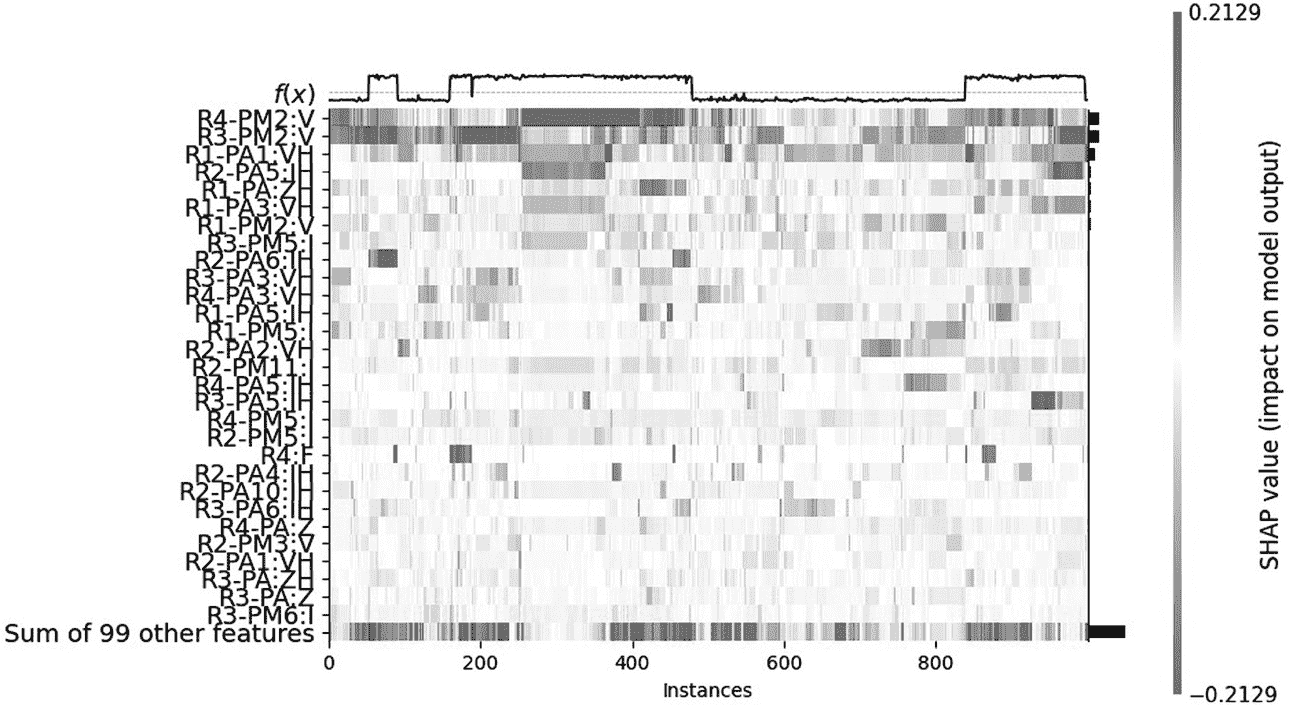 0.2129
f(x)
R4-PM2:V
R3-PM2:V
R1-PA1:VH
R2-PA5:IH
R1-PA:ZH
R1-PA3:VH
R1-PM2:V
R3-PM5:I
R2-PA6:IH
R3-PA3:VH
R4-PA3:VH
R1-PA5:IH
R1-PM5:I
R2-PA2:VH
R2-PM11:I
R4-PA5:IH
R3-PA5:IH
R4-PM5:I
R2-PM5:I
R4:F
R2-PA4:IH
R2-PA10:IH
R3-PA6:IH
R4-PA:Z
R2-PM3:V
R2-PA1:VH
R3-PA:ZH
R3-PA:Z
R3-PM6:I
Sum of 99 other features
0 200 400 600 800
Instances
SHAP value (impact on model output)
−0.2129